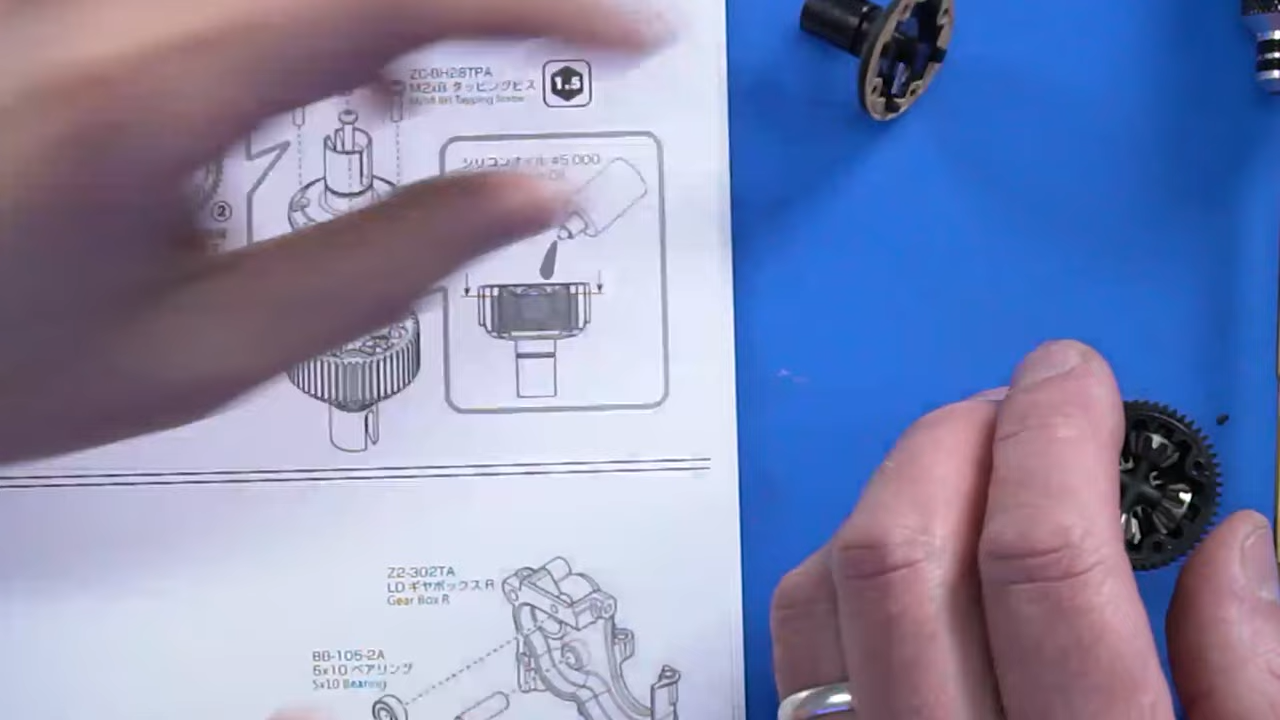 ZC-BH28TPA
M2x8 タッピングビス
1.5
シリコンオイル #5,000
②
Z2-302TA
LD ギヤボックス R
Gear Box R
BB-105-2A
5x10 ベアリング
5x10 Bearing